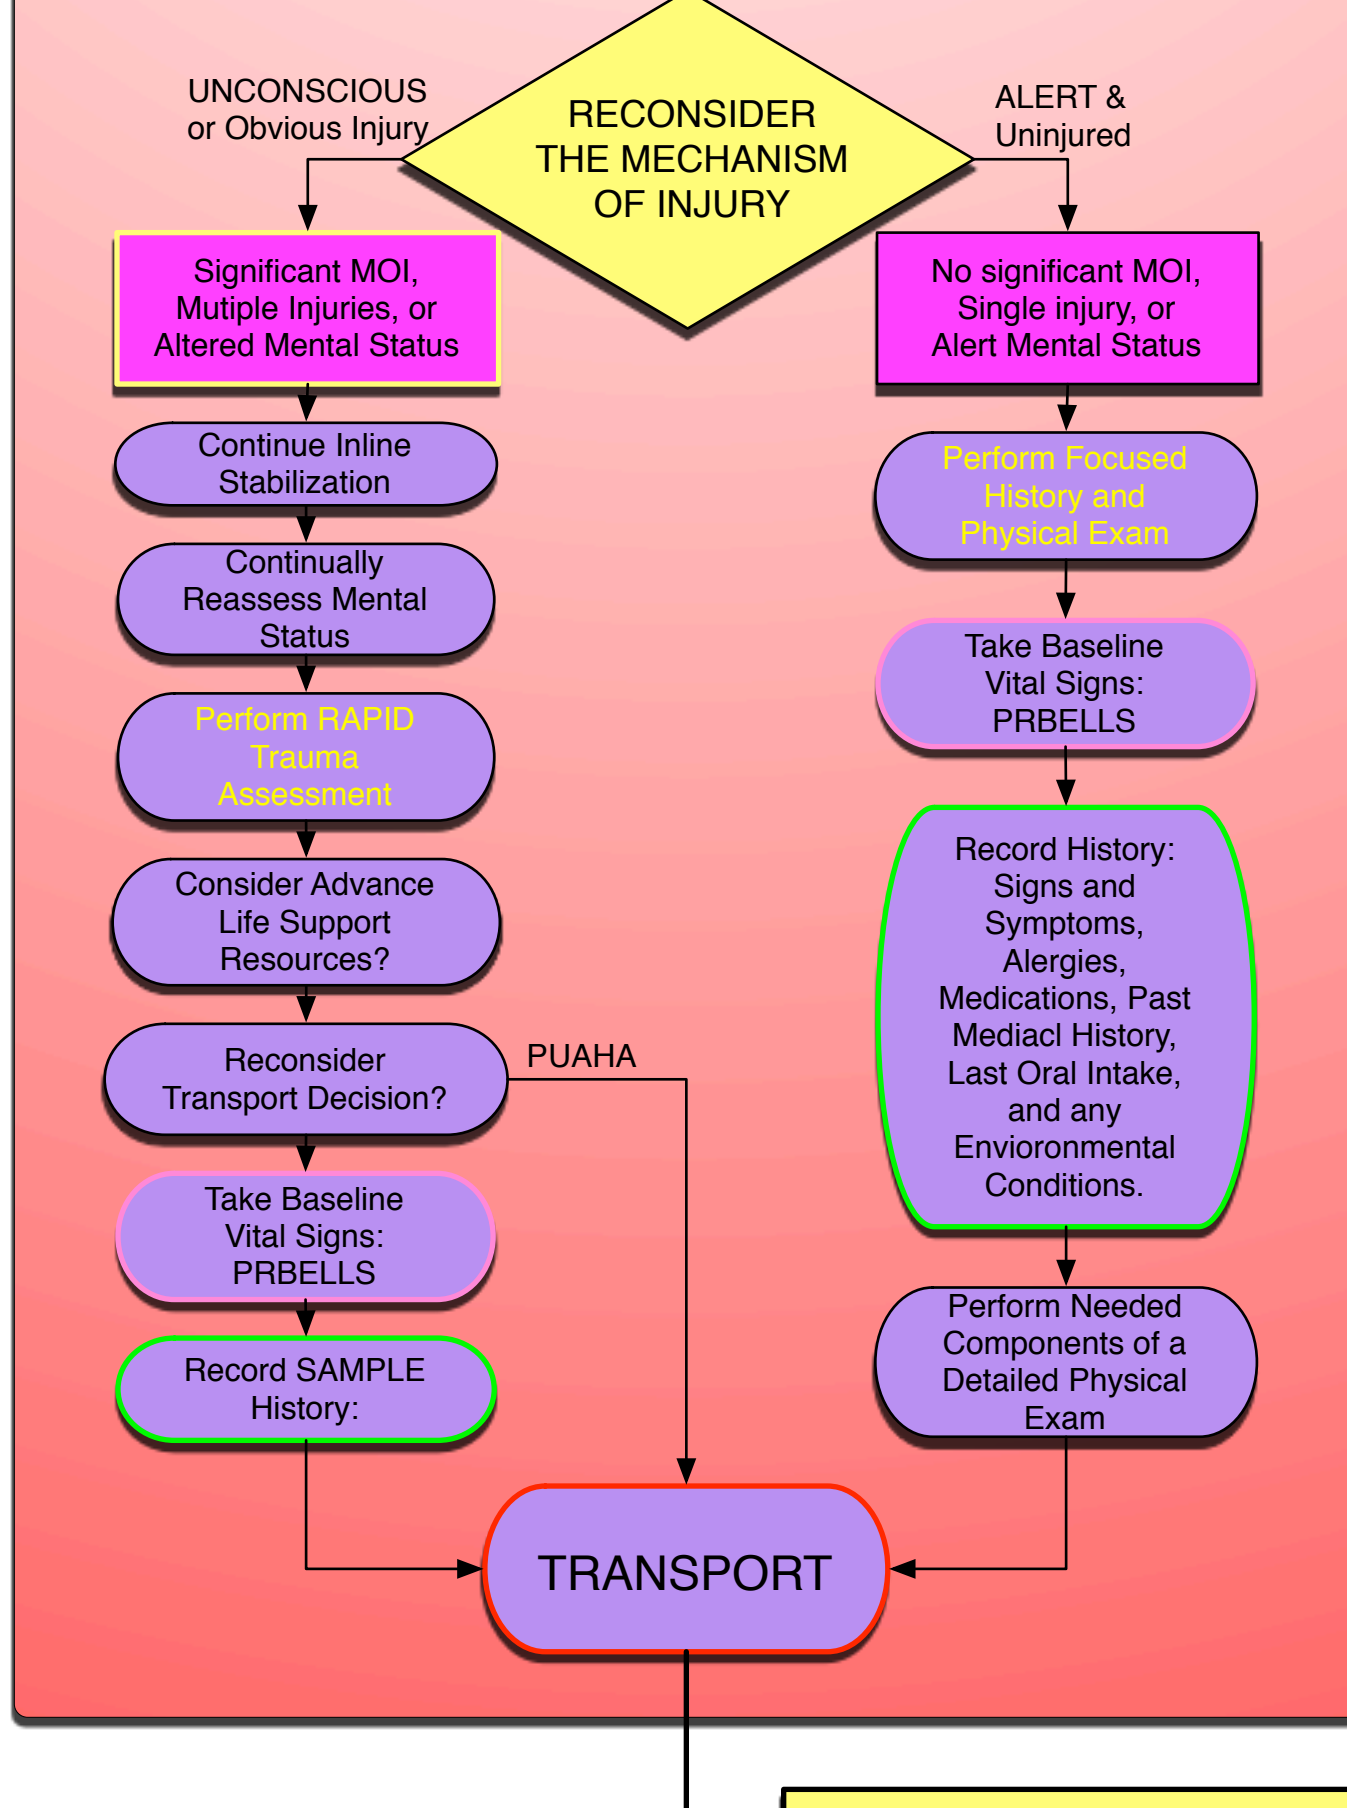 UNCONSCIOUS
or Obvious Injury
RECONSIDER
THE MECHANISM
OF INJURY
ALERT &
Uninjured
Significant MOI,
Mutiple Injuries, or
Altered Mental Status
Continue Inline
Stabilization
Continually
Reassess Mental
Status
Perform RAPID
Trauma
Assessment
Consider Advance
Life Support
Resources?
Reconsider
Transport Decision?
PUAHA
Take Baseline
Vital Signs:
PRBELLS
Record SAMPLE
History:
No significant MOI,
Single injury, or
Alert Mental Status
Perform Focused
History and
Physical Exam
Take Baseline
Vital Signs:
PRBELLS
Record History:
Signs and
Symptoms,
Alergies,
Medications, Past
Mediacl History,
Last Oral Intake,
and any
Envioronmental
Conditions.
Perform Needed
Components of a
Detailed Physical
Exam
TRANSPORT